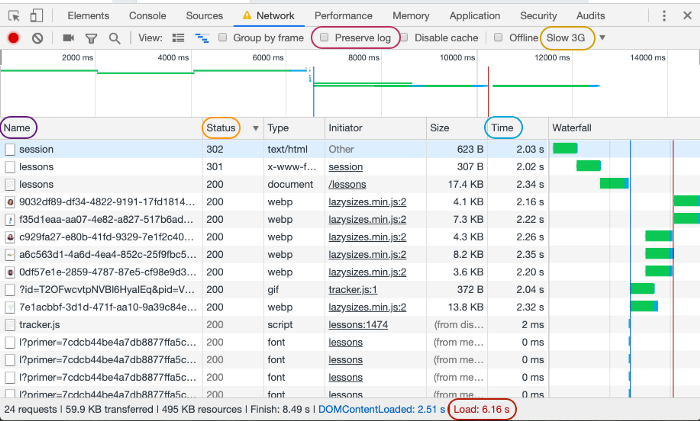 Elements Console Sources Network Performance Memory Application Security Audits
View: Group by frame Preserve log Disable cache Offline Slow 3G
2000 ms 4000 ms 6000 ms 8000 ms 10000 ms 12000 ms 14000 ms
Name Status Type Initiator Size Time Waterfall
session 302 text/html Other 623 B 2.03 s
lessons 301 x-www-f... session 307 B 2.02 s
lessons 200 document /lessons 17.4 KB 2.34 s
9032df89-df34-4822-9191-17fd1814... 200 webp lazysizes.min.js:2 4.1 KB 2.16 s
f35d1eaa-aa07-4e82-a827-517b6ad... 200 webp lazysizes.min.js:2 7.3 KB 2.22 s
c929fa27-e80b-41fd-9329-7e1f2c40... 200 webp lazysizes.min.js:2 4.3 KB 2.26 s
a6c563d1-4a6d-4ea4-852c-25f9fbc5... 200 webp lazysizes.min.js:2 8.2 KB 2.35 s
0df57e1e-2859-4787-87e5-cf98e9d3... 200 webp lazysizes.min.js:2 3.6 KB 2.20 s
?id=T2OFwcvtpNVBI6HyaIEq&pid=V... 200 gif tracker.js:1 372 B 2.04 s
7e1acbbf-3d1d-471f-aa10-9a39c84e... 200 webp lazysizes.min.js:2 13.8 KB 2.32 s
tracker.js 200 script lessons:1474 (from dis... 2 ms
l?primer=7cdcb44be4a7db8877ffa5c... 200 font lessons (from me... 0 ms
l?primer=7cdcb44be4a7db8877ffa5c... 200 font lessons (from me... 0 ms
l?primer=7cdcb44be4a7db8877ffa5c... 200 font lessons (from me... 0 ms
l?primer=7cdcb44be4a7db8877ffa5c... 200 font lessons (from me... 0 ms
24 requests | 59.9 KB transferred | 495 KB resources | Finish: 8.49 s | DOMContentLoaded: 2.51 s | Load: 6.16 s